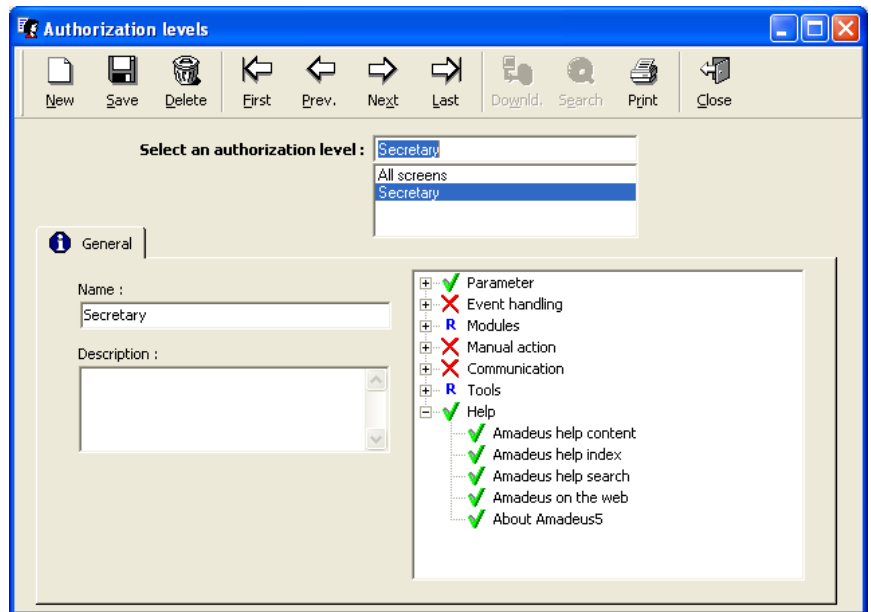 Authorization levels
New Save Delete First Prev. Next Last Downld. Search Print Close
Select an authorization level : Secretary
All screens
Secretary
General
Name :
Secretary
Description :
Parameter
Event handling
R Modules
Manual action
Communication
R Tools
Help
Amadeus help content
Amadeus help index
Amadeus help search
Amadeus on the web
About Amadeus5